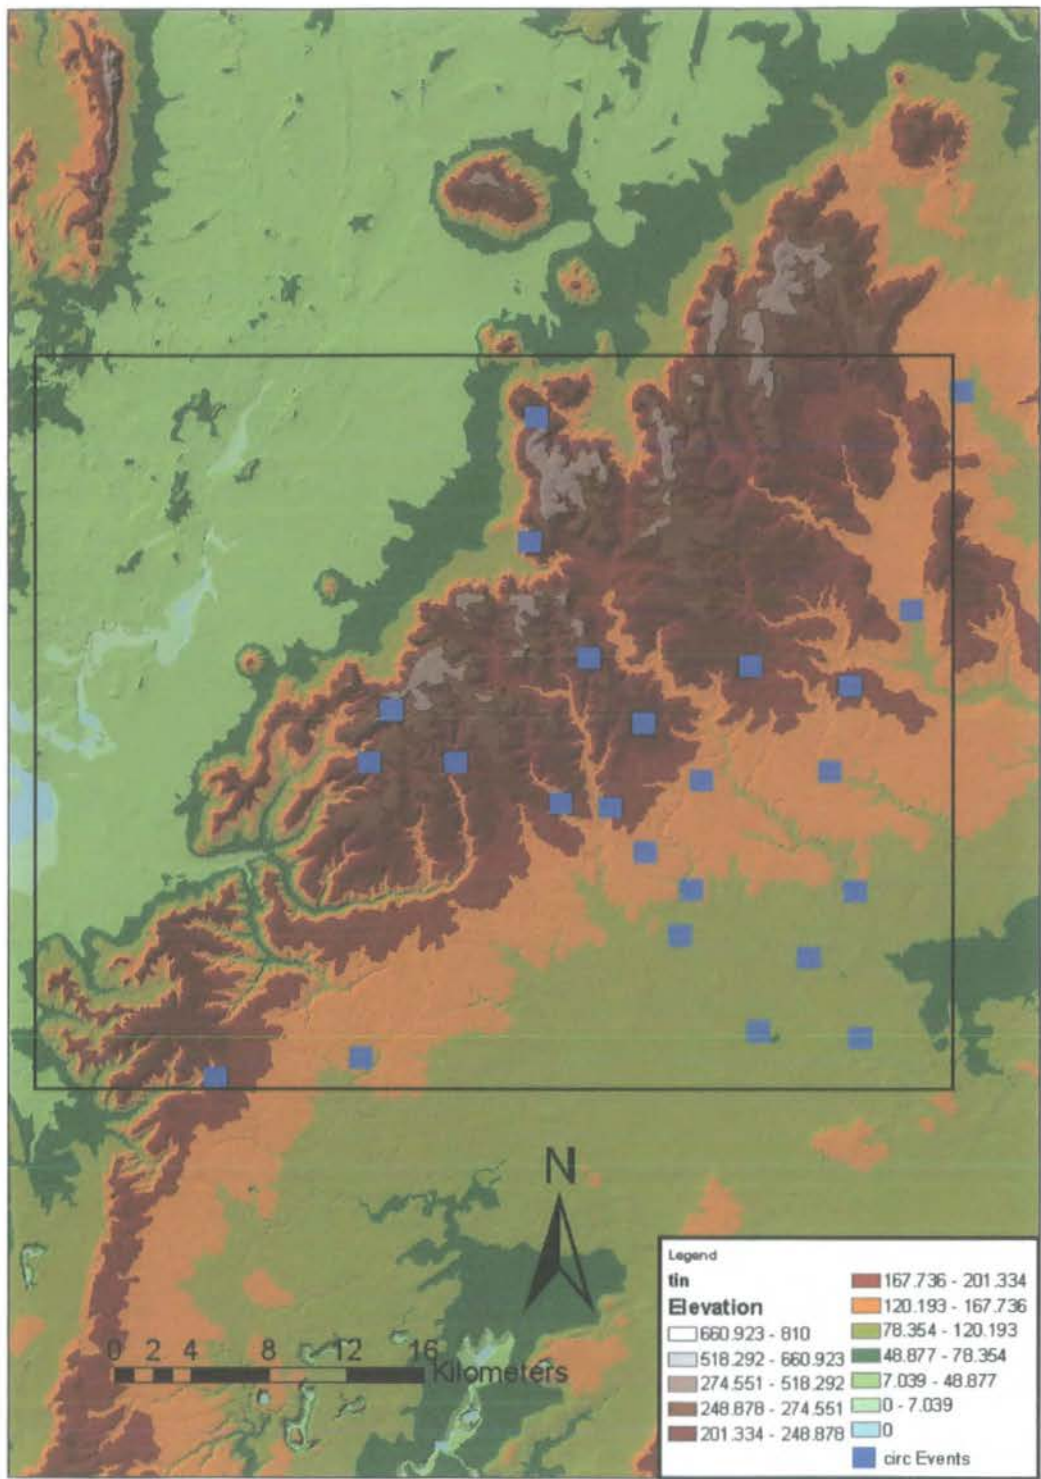 N
0 2 4 8 12 16
Kilometers
Legend
tin
Elevation
660.923 - 810
518.292 - 660.923
274.551 - 518.292
248.878 - 274.551
201.334 - 248.878
167.736 - 201.334
120.193 - 167.736
78.354 - 120.193
48.877 - 78.354
7.039 - 48.877
0 - 7.039
0
circ Events